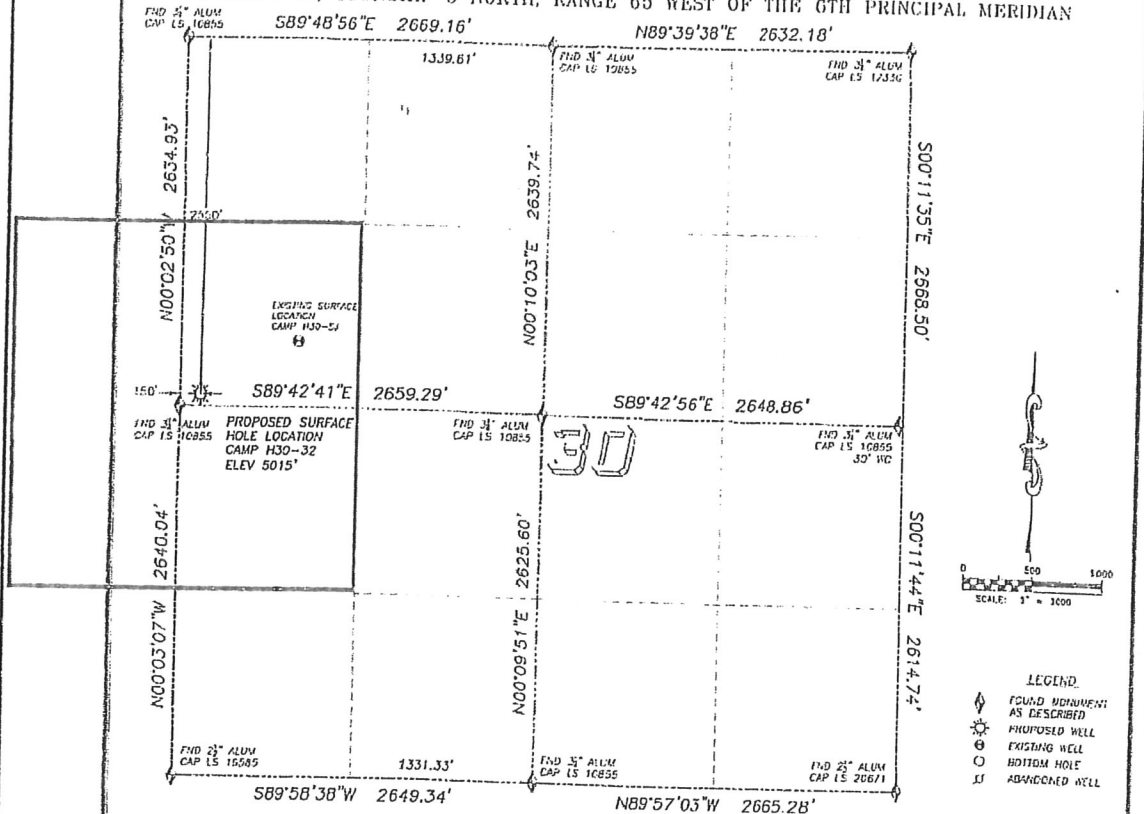 NORTH, RANGE 65 WEST OF THE 6TH PRINCIPAL MERIDIAN
FND 3¼" ALUM
CAP LS 10855
S89°48'56"E 2669.16'
N89°39'38"E 2632.18'
1339.61'
FND 3¼" ALUM
CAP LS 10855
FND 3¼" ALUM
CAP LS
N00°02'50"W 2634.93'
N00°10'03"E 2639.74'
S00°11'35"E 2668.50'
EXISTING SURFACE
LOCATION
CAMP
150'
S89°42'41"E 2659.29'
S89°42'56"E 2648.86'
FND 3¼" ALUM
CAP LS 10855
PROPOSED SURFACE
HOLE LOCATION
CAMP H30-32
ELEV 5015'
FND 3¼" ALUM
CAP LS 10855
30
FND 3¼" ALUM
CAP LS 10855
30' WC
N00°03'07"W 2640.04'
N00°09'51"E 2625.60'
S00°11'44"E 2614.74'
0 500 1000
SCALE: 1" = 1000
LEGEND
FOUND MONUMENT
AS DESCRIBED
PROPOSED WELL
EXISTING WELL
BOTTOM HOLE
ABANDONED WELL
FND 2½" ALUM
CAP LS
1331.33'
FND 3¼" ALUM
CAP LS 10855
FND 2½" ALUM
CAP LS
S89°58'38"W 2649.34'
N89°57'03"W 2665.28'